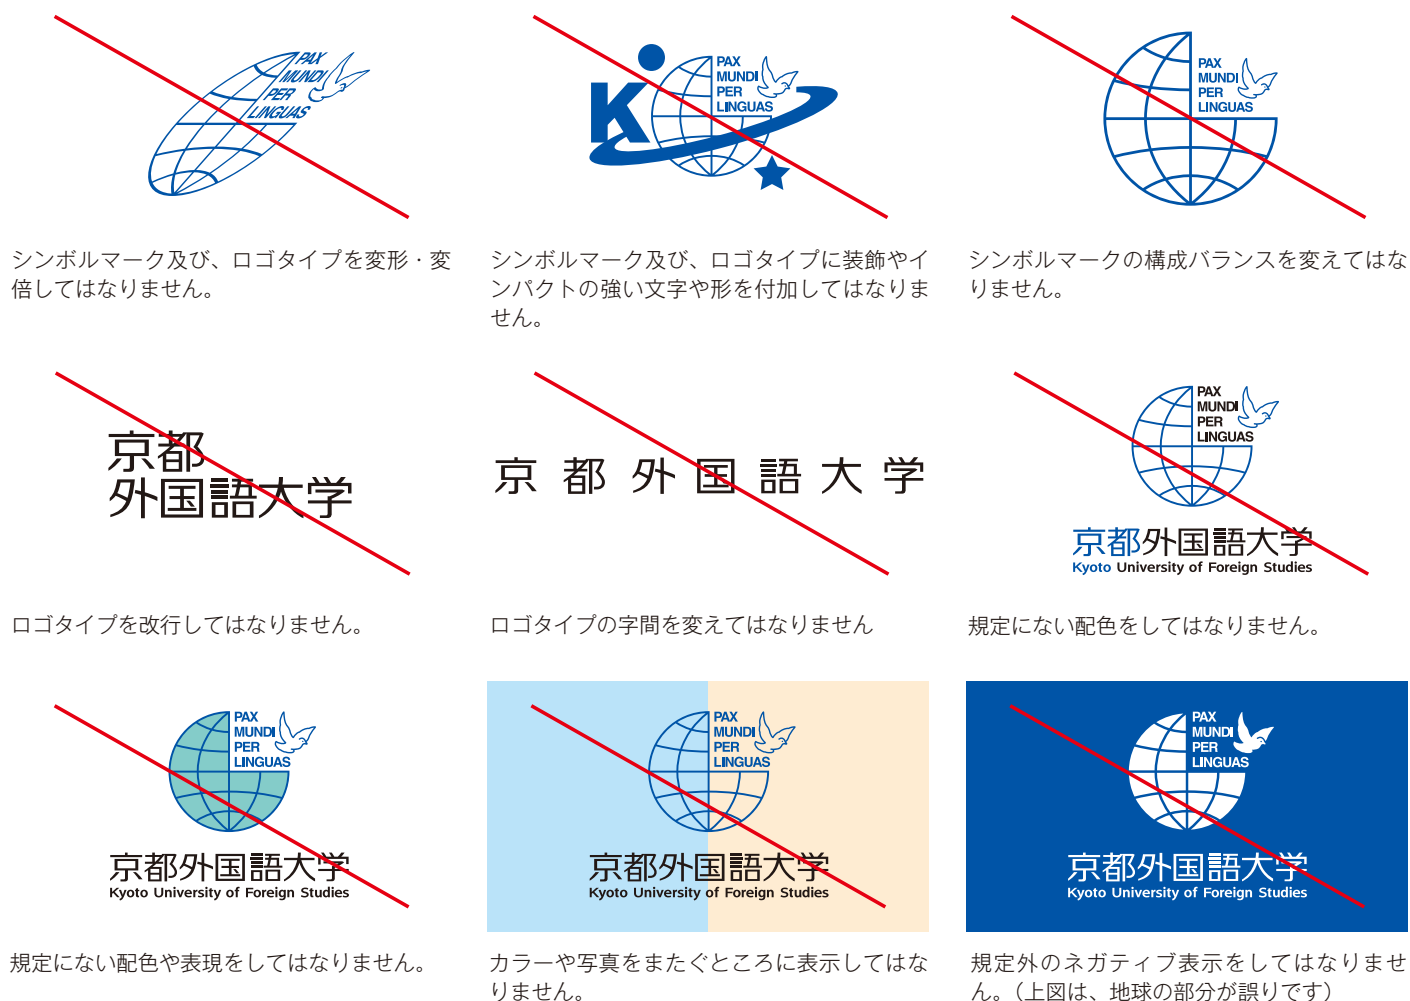 PAX
MUNDI
PER
LINGUAS
シンボルマーク及び、ロゴタイプを変形・変
倍してはなりません。
K
PAX
MUNDI
PER
LINGUAS
シンボルマーク及び、ロゴタイプに装飾やイ
ンパクトの強い文字や形を付加してはなりま
せん。
PAX
MUNDI
PER
LINGUAS
シンボルマークの構成バランスを変えてはな
りません。
京都
外国語大学
ロゴタイプを改行してはなりません。
京都外国語大学
ロゴタイプの字間を変えてはなりません
PAX
MUNDI
PER
LINGUAS
京都外国語大学
Kyoto University of Foreign Studies
規定にない配色をしてはなりません。
PAX
MUNDI
PER
LINGUAS
京都外国語大学
Kyoto University of Foreign Studies
規定にない配色や表現をしてはなりません。
PAX
MUNDI
PER
LINGUAS
京都外国語大学
Kyoto University of Foreign Studies
カラーや写真をまたぐところに表示してはな
りません。
PAX
MUNDI
PER
LINGUAS
京都外国語大学
Kyoto University of Foreign Studies
規定外のネガティブ表示をしてはなりませ
ん。（上図は、地球の部分が誤りです）